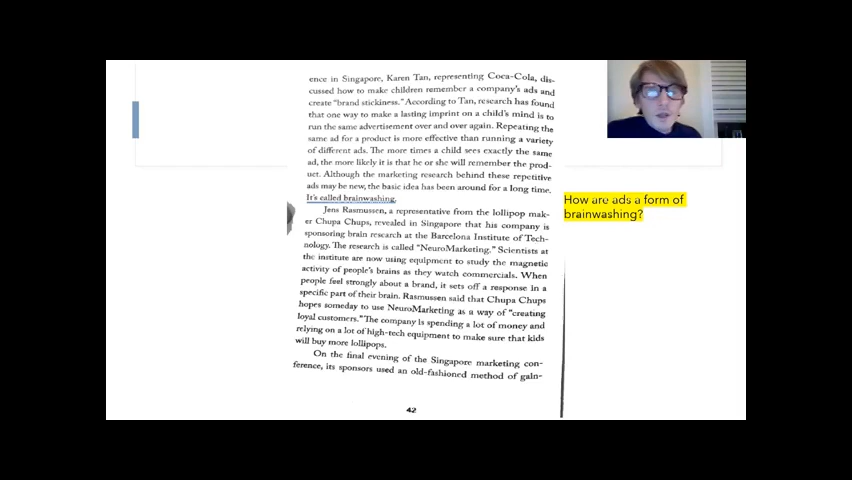 ence in Singapore, Karen Tan, representing Coca-Cola, dis-
cussed how to make children remember a company's ads and
create "brand stickiness." According to Tan, research has found
that one way to make a lasting imprint on a child's mind is to
run the same advertisement over and over again. Repeating the
same ad for a product is more effective than running a variety
of different ads. The more times a child sees exactly the same
ad, the more likely it is that he or she will remember the prod-
uct. Although the marketing research behind these repetitive
ads may be new, the basic idea has been around for a long time.
It's called brainwashing.
Jens Rasmussen, a representative from the lollipop mak-
er Chupa Chups, revealed in Singapore that his company is
sponsoring brain research at the Barcelona Institute of Tech-
nology. The research is called "NeuroMarketing." Scientists at
the institute are now using equipment to study the magnetic
activity of people's brains as they watch commercials. When
people feel strongly about a brand, it sets off a response in a
specific part of their brain. Rasmussen said that Chupa Chups
hopes someday to use NeuroMarketing as a way of "creating
loyal customers." The company is spending a lot of money and
relying on a lot of high-tech equipment to make sure that kids
will buy more lollipops.
On the final evening of the Singapore marketing con-
ference, its sponsors used an old-fashioned method of gain-
42
How are ads a form of
brainwashing?